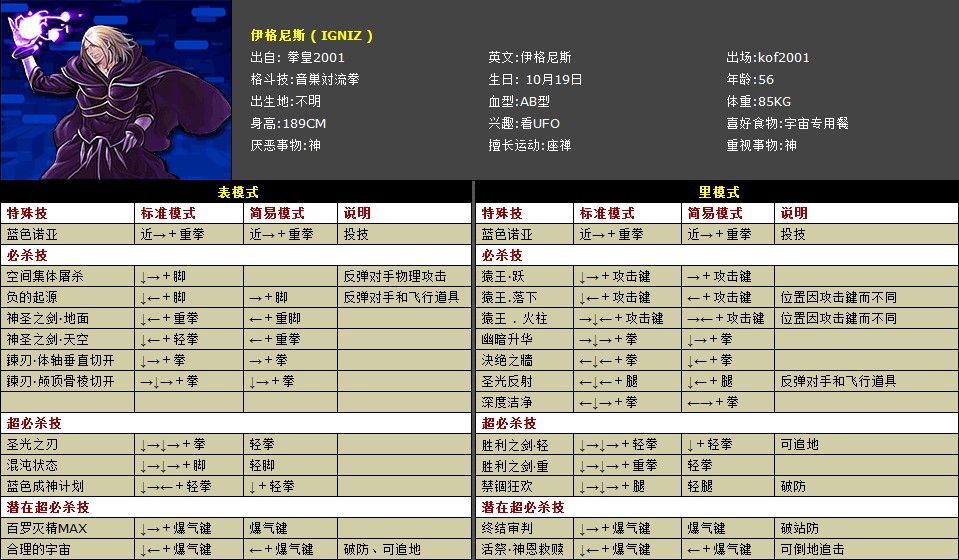 伊格尼斯 ( IGNIZ )
出自: 拳皇2001 英文:伊格尼斯 出场:kof2001
格斗技:音巢对流拳 生日: 10月19日 年龄:56
出生地:不明 血型:AB型 体重:85KG
身高:189CM 兴趣:看UFO 喜好食物:宇宙专用餐
厌恶事物:神 擅长运动:座禅 重视事物:神
表模式
特殊技 标准模式 简易模式 说明
蓝色诺亚 近→+重拳 近→+重拳 投技
必杀技
空间集体屠杀 ↓→+脚 反弹对手物理攻击
负的起源 ↓←+脚 →+脚 反弹对手和飞行道具
神圣之剑·地面 ↓←+重拳 ←+重脚
神圣之剑·天空 ↓←+轻拳 ←+重拳
鍊刃·体轴垂直切开 ↓→+拳 →+拳
鍊刃·颅顶骨棱切开 →↓→+拳 ↓→+拳
超必杀技
圣光之刃 ↓→↓→+拳 轻拳
混沌状态 ↓→↓→+脚 轻脚
蓝色成神计划 ↓→←+轻拳 ↓+轻拳
潜在超必杀技
百罗灭精MAX ↓→+爆气键 爆气键
合理的宇宙 ↓←+爆气键 ←+爆气键 破防、可追地
里模式
特殊技 标准模式 简易模式 说明
蓝色诺亚 近→+重拳 近→+重拳 投技
必杀技
猿王·跃 ↓→+攻击键 →+攻击键
猿王.落下 ↓←+攻击键 ←+攻击键 位置因攻击键而不同
猿王．火柱 →↓←+攻击键 →←+攻击键 位置因攻击键而不同
幽暗升华 →↓→+拳 ↓→+拳
决绝之墙 ←↓←+拳 ↓←+拳
圣光反射 ←↓←+腿 ↓←+腿 反弹对手和飞行道具
深度洁净 ←↓→+拳 ←→+拳
超必杀技
胜利之剑·轻 ↓→↓→+轻拳 ↓+轻拳 可追地
胜利之剑·重 ↓→↓→+重拳 轻拳
禁锢狂欢 ↓→↓→+腿 轻腿 破防
潜在超必杀技
终结审判 ↓→+爆气键 爆气键 破站防
活祭·神恩救赎 ↓←+爆气键 ←+爆气键 可倒地追击